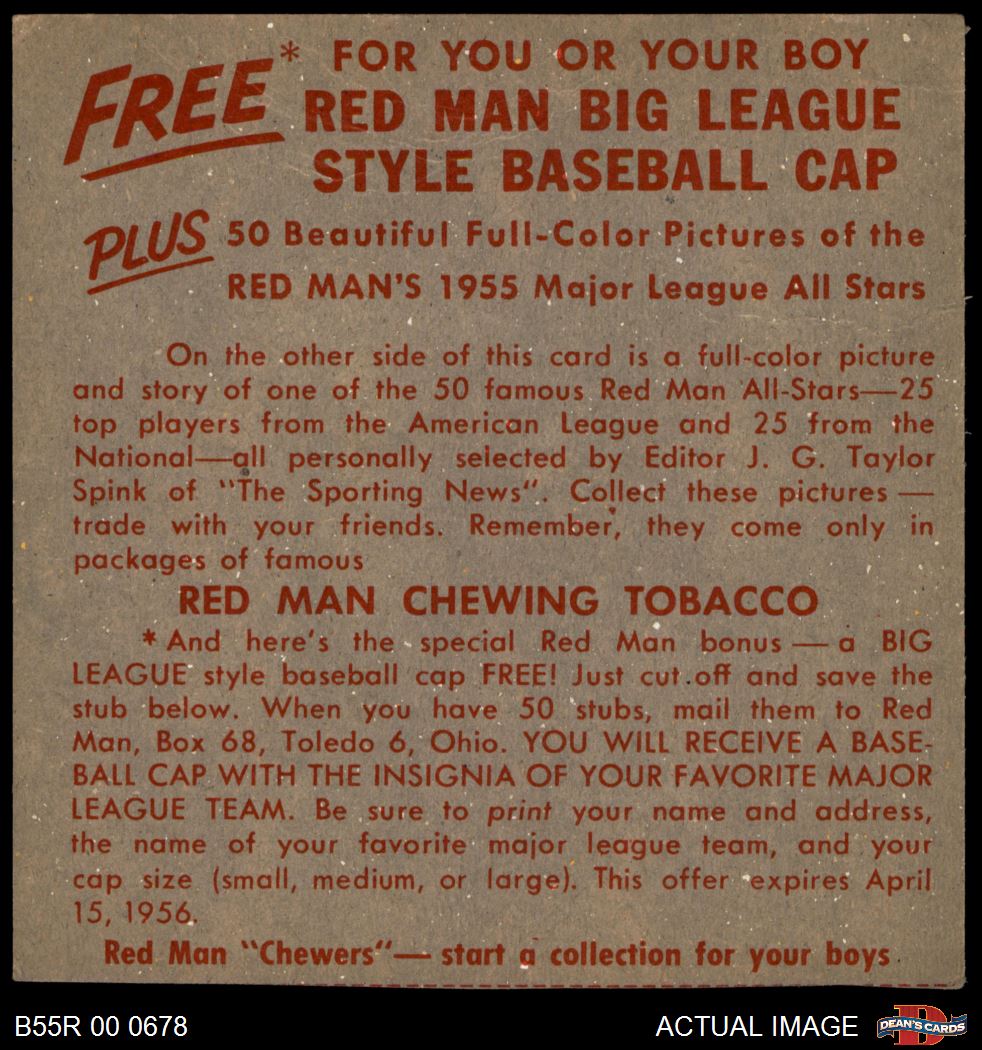 FREE* FOR YOU OR YOUR BOY
RED MAN BIG LEAGUE
STYLE BASEBALL CAP
PLUS 50 Beautiful Full-Color Pictures of the
RED MAN'S 1955 Major League All Stars
On the other side of this card is a full-color picture
and story of one of the 50 famous Red Man All-Stars—25
top players from the American League and 25 from the
National—all personally selected by Editor J. G. Taylor
Spink of "The Sporting News". Collect these pictures —
trade with your friends. Remember, they come only in
packages of famous
RED MAN CHEWING TOBACCO
* And here's the special Red Man bonus — a BIG
LEAGUE style baseball cap FREE! Just cut off and save the
stub below. When you have 50 stubs, mail them to Red
Man, Box 68, Toledo 6, Ohio. YOU WILL RECEIVE A BASE-
BALL CAP WITH THE INSIGNIA OF YOUR FAVORITE MAJOR
LEAGUE TEAM. Be sure to print your name and address,
the name of your favorite major league team, and your
cap size (small, medium, or large). This offer expires April
15, 1956.
Red Man "Chewers"— start a collection for your boys
B55R 00 0678
ACTUAL IMAGE
D
DEAN'S CARDS